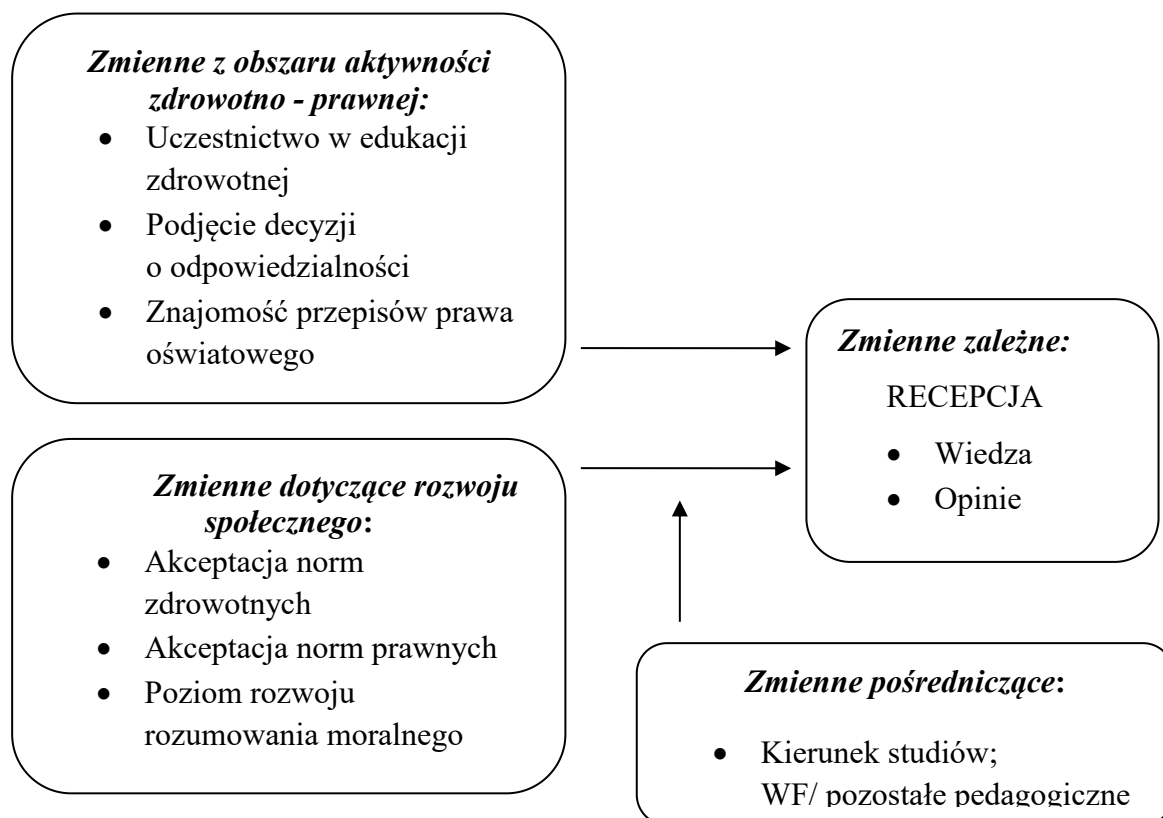 Zmienne z obszaru aktywności
zdrowotno - prawnej:
• Uczestnictwo w edukacji
zdrowotnej
• Podjęcie decyzji
o odpowiedzialności
• Znajomość przepisów prawa
oświatowego
Zmienne zależne:
RECEPCJA
• Wiedza
• Opinie
Zmienne dotyczące rozwoju
społecznego:
• Akceptacja norm
zdrowotnych
• Akceptacja norm prawnych
• Poziom rozwoju
rozumowania moralnego
Zmienne pośredniczące:
• Kierunek studiów;
WF/ pozostałe pedagogiczne